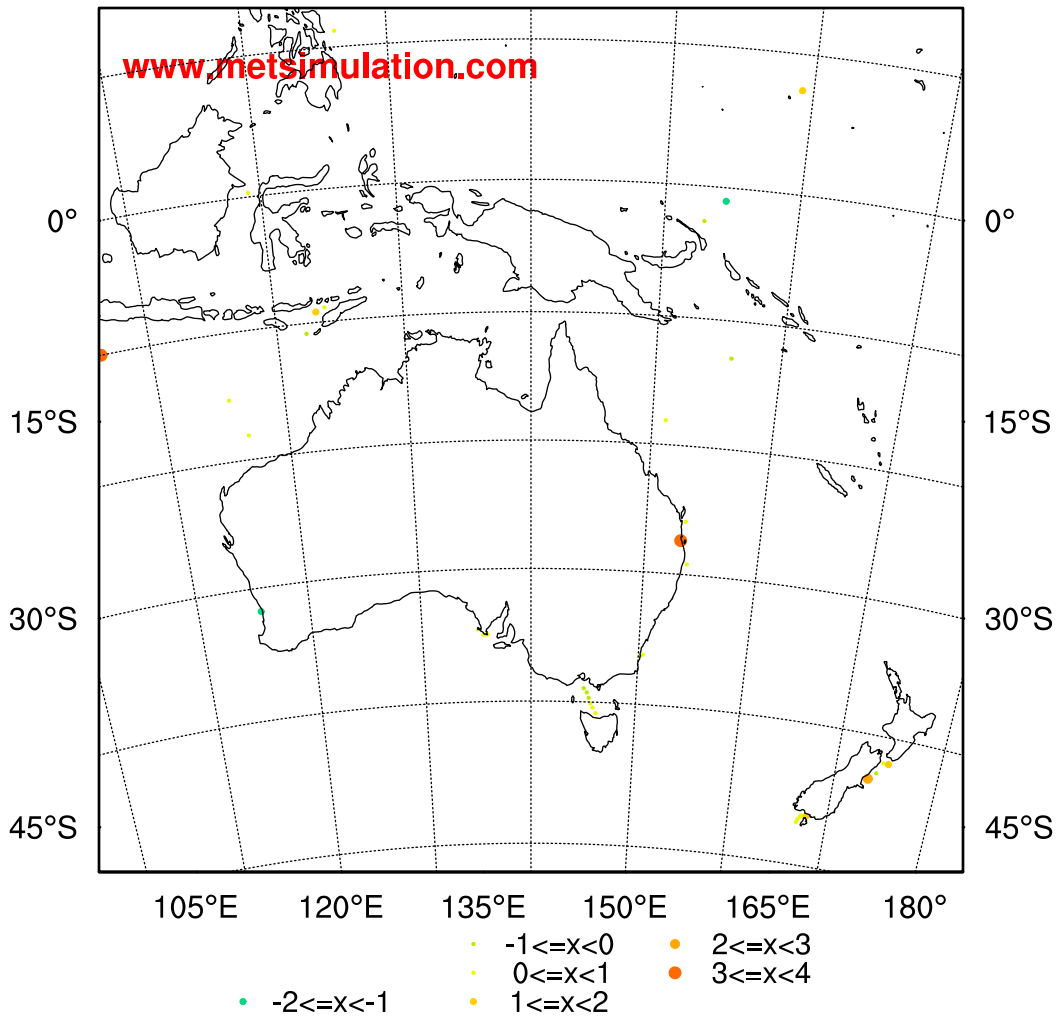 www.metsimulation.com
0° 0°
15°S 15°S
30°S 30°S
45°S 45°S
105°E 120°E 135°E 150°E 165°E 180°
-1<=x<0 2<=x<3
0<=x<1 3<=x<4
-2<=x<-1 1<=x<2